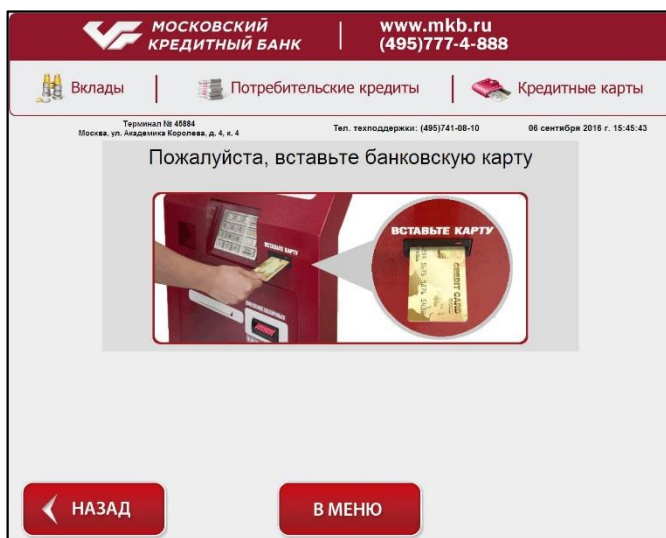 МОСКОВСКИЙ
КРЕДИТНЫЙ БАНК
www.mkb.ru
(495)777-4-888
Вклады
Потребительские кредиты
Кредитные карты
Терминал № 46884
Москва, ул. Академика Королева, д. 4, к. 4
Тел. техподдержки: (495)741-08-10
06 сентября 2016 г. 15:45:43
Пожалуйста, вставьте банковскую карту
ВСТАВЬТЕ КАРТУ
ВСТАВЬТЕ КАРТУ
CREDIT CARD
НАЗАД
В МЕНЮ